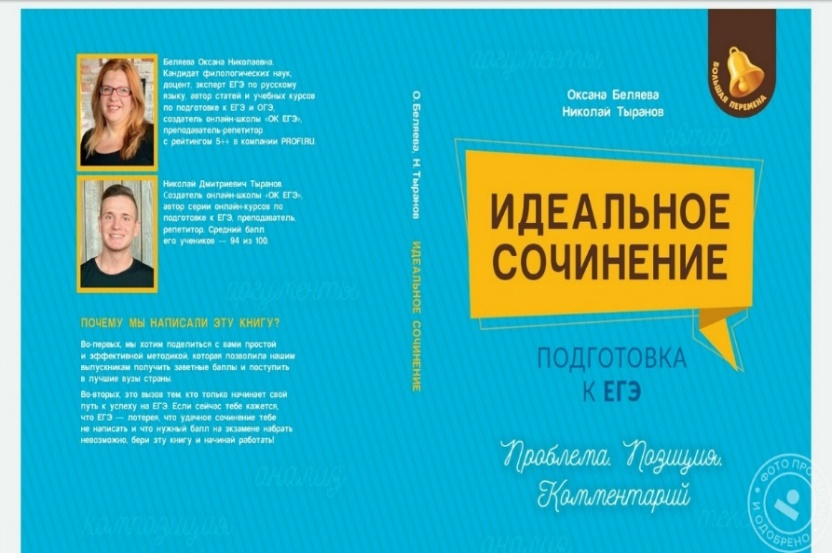 Беляева Оксана Николаевна.
Кандидат филологических наук,
доцент, эксперт ЕГЭ по русскому
языку, автор статей и учебных курсов
по подготовке к ЕГЭ и ОГЭ,
создатель онлайн-школы «ОК ЕГЭ»,
преподаватель-репетитор
с рейтингом 5++ в компании PROFI.RU.
Николай Дмитриевич Тыранов.
Создатель онлайн-школы «ОК ЕГЭ»,
автор серии онлайн-курсов по
подготовке к ЕГЭ, преподаватель,
репетитор. Средний балл
его учеников — 94 из 100.
аргументы
ПОЧЕМУ МЫ НАПИСАЛИ ЭТУ КНИГУ?
Во-первых, мы хотим поделиться с вами простой
и эффективной методикой, которая позволила нашим
выпускникам получить заветные баллы и поступить
в лучшие вузы страны.
Во-вторых, это вызов тем, кто только начинает свой
путь к успеху на ЕГЭ. Если сейчас тебе кажется,
что ЕГЭ — лотерея, что удачное сочинение тебе
не написать и что нужный балл на экзамене набрать
невозможно, бери эту книгу и начинай работать!
анализ
композиция
О. Беляева, Н. Тыранов ИДЕАЛЬНОЕ СОЧИНЕНИЕ
аргументы
БОЛЬШАЯ ПЕРЕМЕНА
Оксана Беляева
Николай Тыранов
ИДЕАЛЬНОЕ
СОЧИНЕНИЕ
ПОДГОТОВКА
К ЕГЭ
Проблема. Позиция.
Комментарий
анализ
ФОТО ПРО
И ОДОБРЕНО